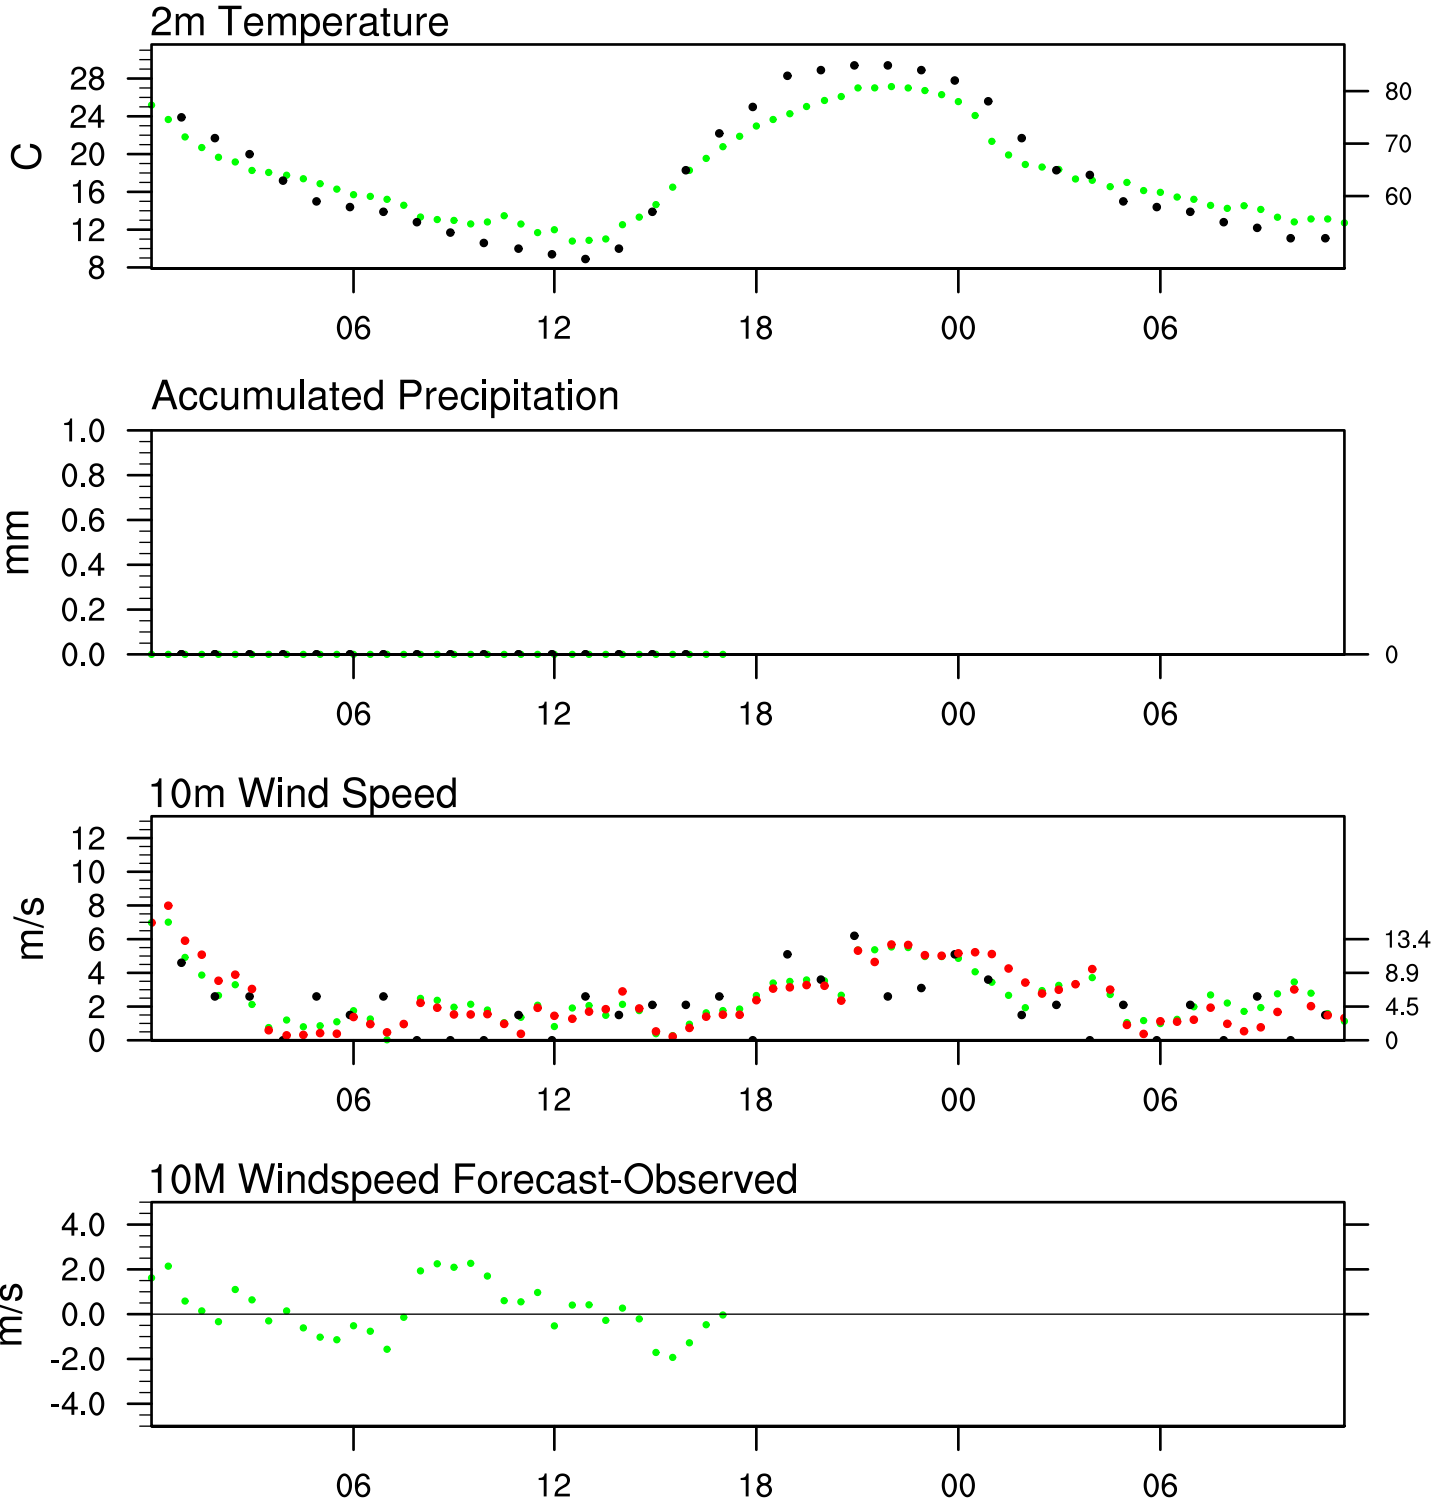 2m Temperature
C
28
24
20
16
12
8
80
70
60
06 12 18 00 06
Accumulated Precipitation
mm
1.0
0.8
0.6
0.4
0.2
0.0
0
06 12 18 00 06
10m Wind Speed
m/s
12
10
8
6
4
2
0
13.4
8.9
4.5
0
06 12 18 00 06
10M Windspeed Forecast-Observed
m/s
4.0
2.0
0.0
-2.0
-4.0
06 12 18 00 06